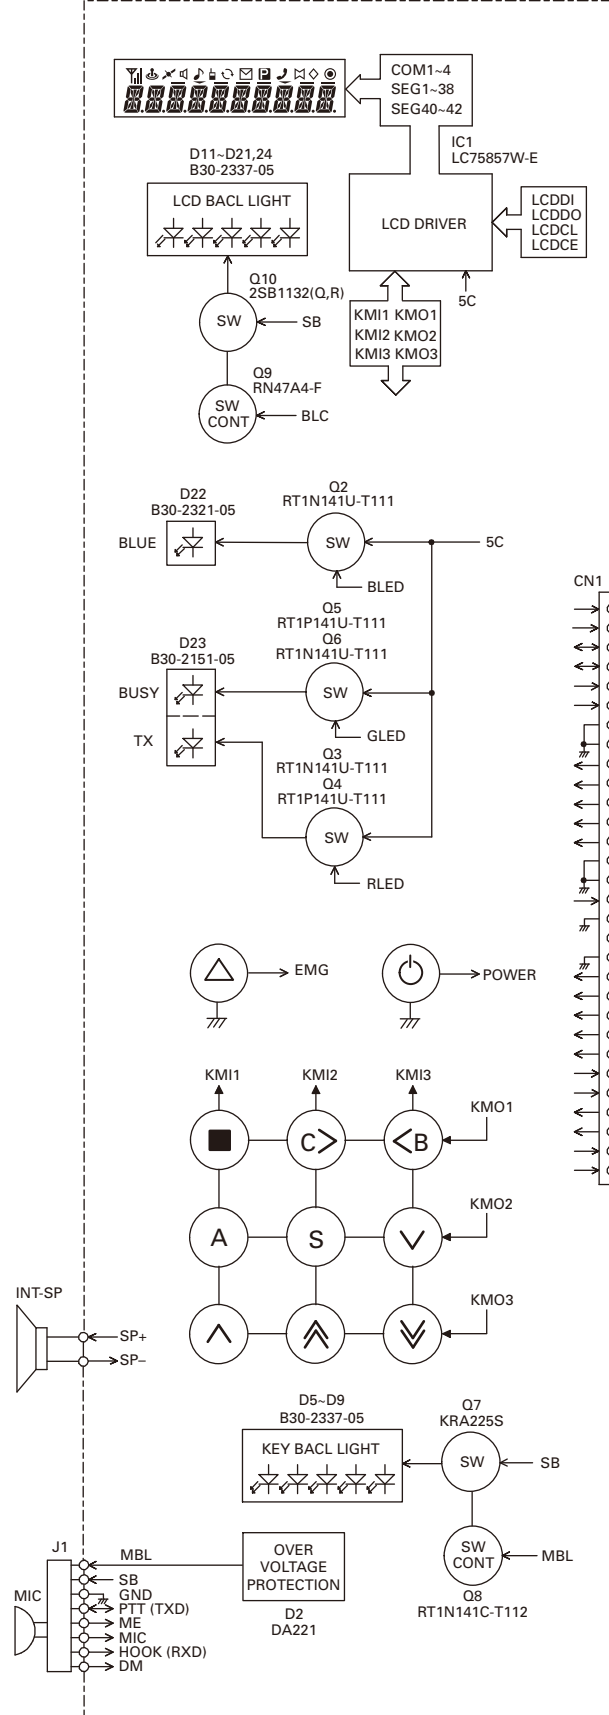 COM1~4
SEG1~38
SEG40~42
IC1
LC75857W-E
D11~D21,24
B30-2337-05
LCD BACL LIGHT
LCD DRIVER
LCDDI
LCDDO
LCDCL
LCDCE
Q10
2SB1132(Q,R)
5C
SW
SB
KMI1 KMO1
KMI2 KMO2
KMI3 KMO3
Q9
RN47A4-F
SW
CONT
BLC
D22
B30-2321-05
Q2
RT1N141U-T111
BLUE
SW
5C
BLED
CN1
Q5
RT1P141U-T111
D23
B30-2151-05
Q6
RT1N141U-T111
BUSY
SW
GLED
TX
Q3
RT1N141U-T111
Q4
RT1P141U-T111
SW
RLED
EMG
POWER
KMI1
KMI2
KMI3
KMO1
C>
<B
KMO2
A
S
KMO3
INT-SP
SP+
SP–
D5~D9
B30-2337-05
Q7
KRA225S
KEY BACL LIGHT
SW
SB
J1
MBL
OVER
VOLTAGE
PROTECTION
SW
CONT
MBL
SB
GND
MIC
PTT (TXD)
ME
MIC
HOOK (RXD)
DM
D2
DA221
Q8
RT1N141C-T112